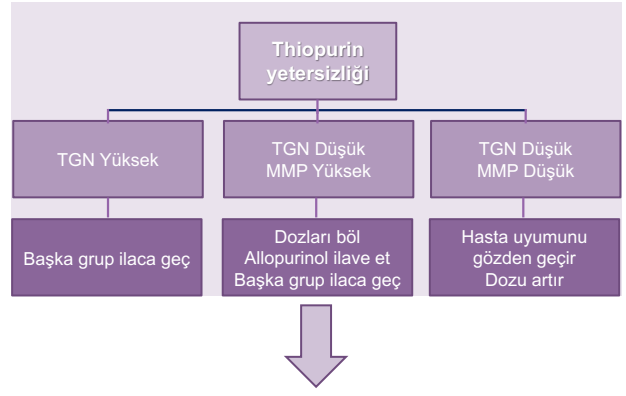 Thiopurin
yetersizliği
TGN Yüksek
TGN Düşük
MMP Yüksek
TGN Düşük
MMP Düşük
Başka grup ilaca geç
Dozları böl
Allopurinol ilave et
Başka grup ilaca geç
Hasta uyumunu
gözden geçir
Dozu artır